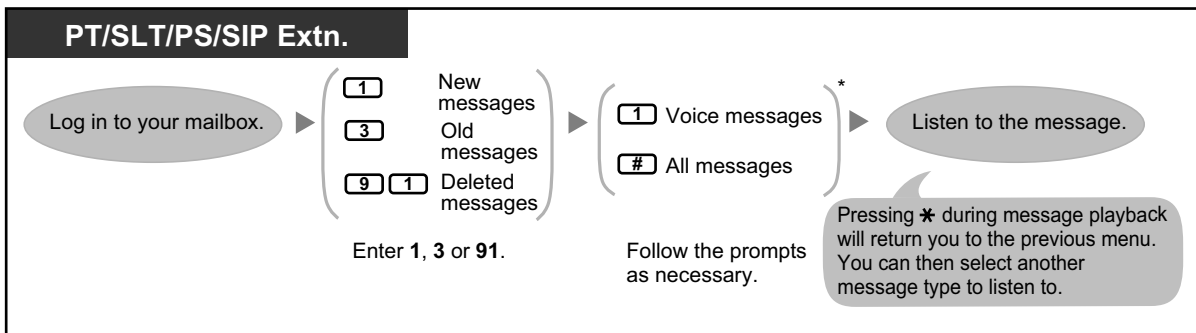 PT/SLT/PS/SIP Extn.
Log in to your mailbox.
1 New
messages
3 Old
messages
9 1 Deleted
messages
Enter 1, 3 or 91.
*
1 Voice messages
# All messages
Follow the prompts
as necessary.
Listen to the message.
Pressing * during message playback
will return you to the previous menu.
You can then select another
message type to listen to.